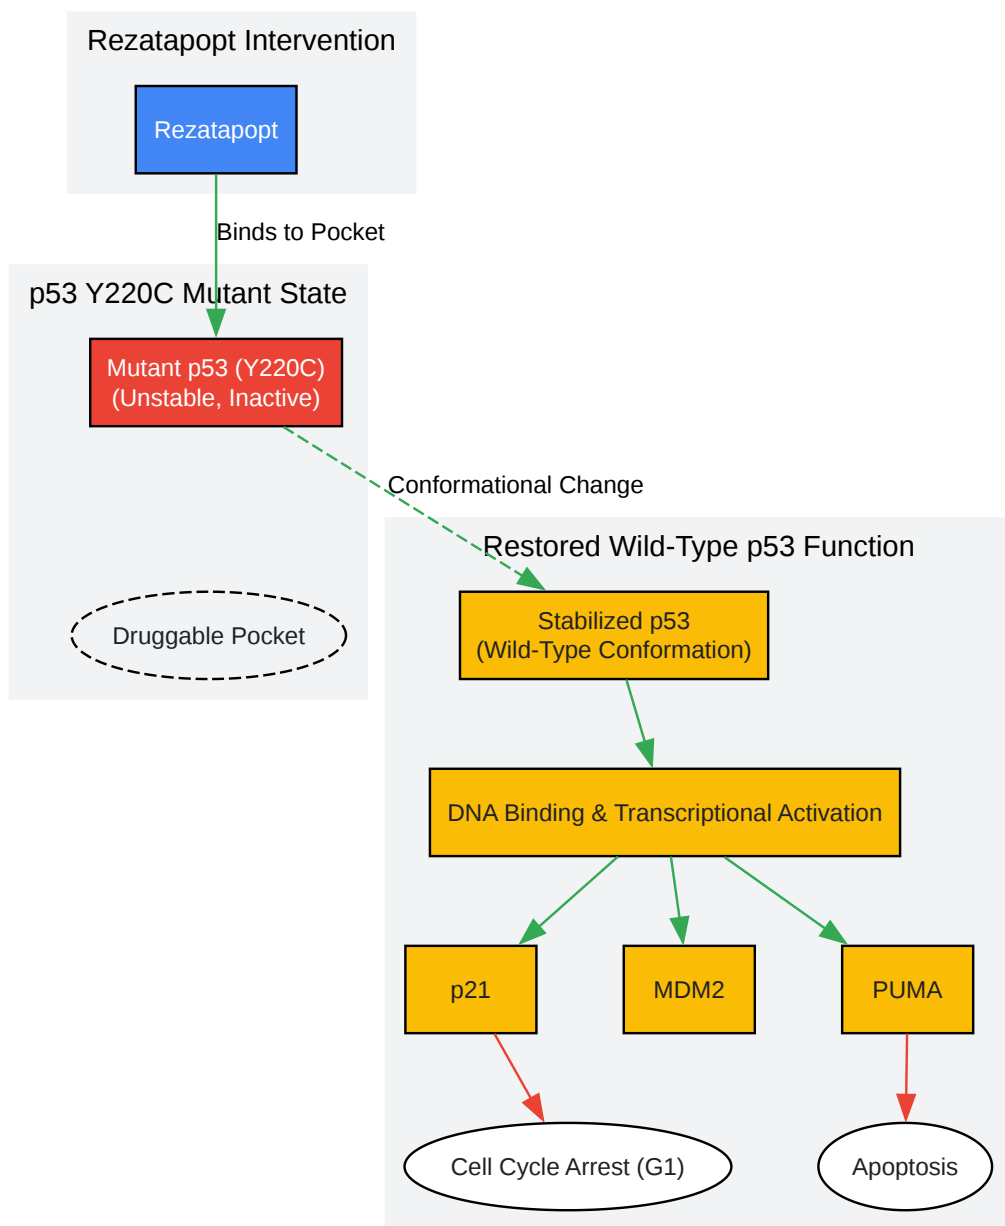 Rezatapopt Intervention
Rezatapopt
Binds to Pocket
p53 Y220C Mutant State
Mutant p53 (Y220C)
(Unstable, Inactive)
Conformational Change
Restored Wild-Type p53 Function
Druggable Pocket
Stabilized p53
(Wild-Type Conformation)
DNA Binding & Transcriptional Activation
p21
MDM2
PUMA
Cell Cycle Arrest (G1)
Apoptosis